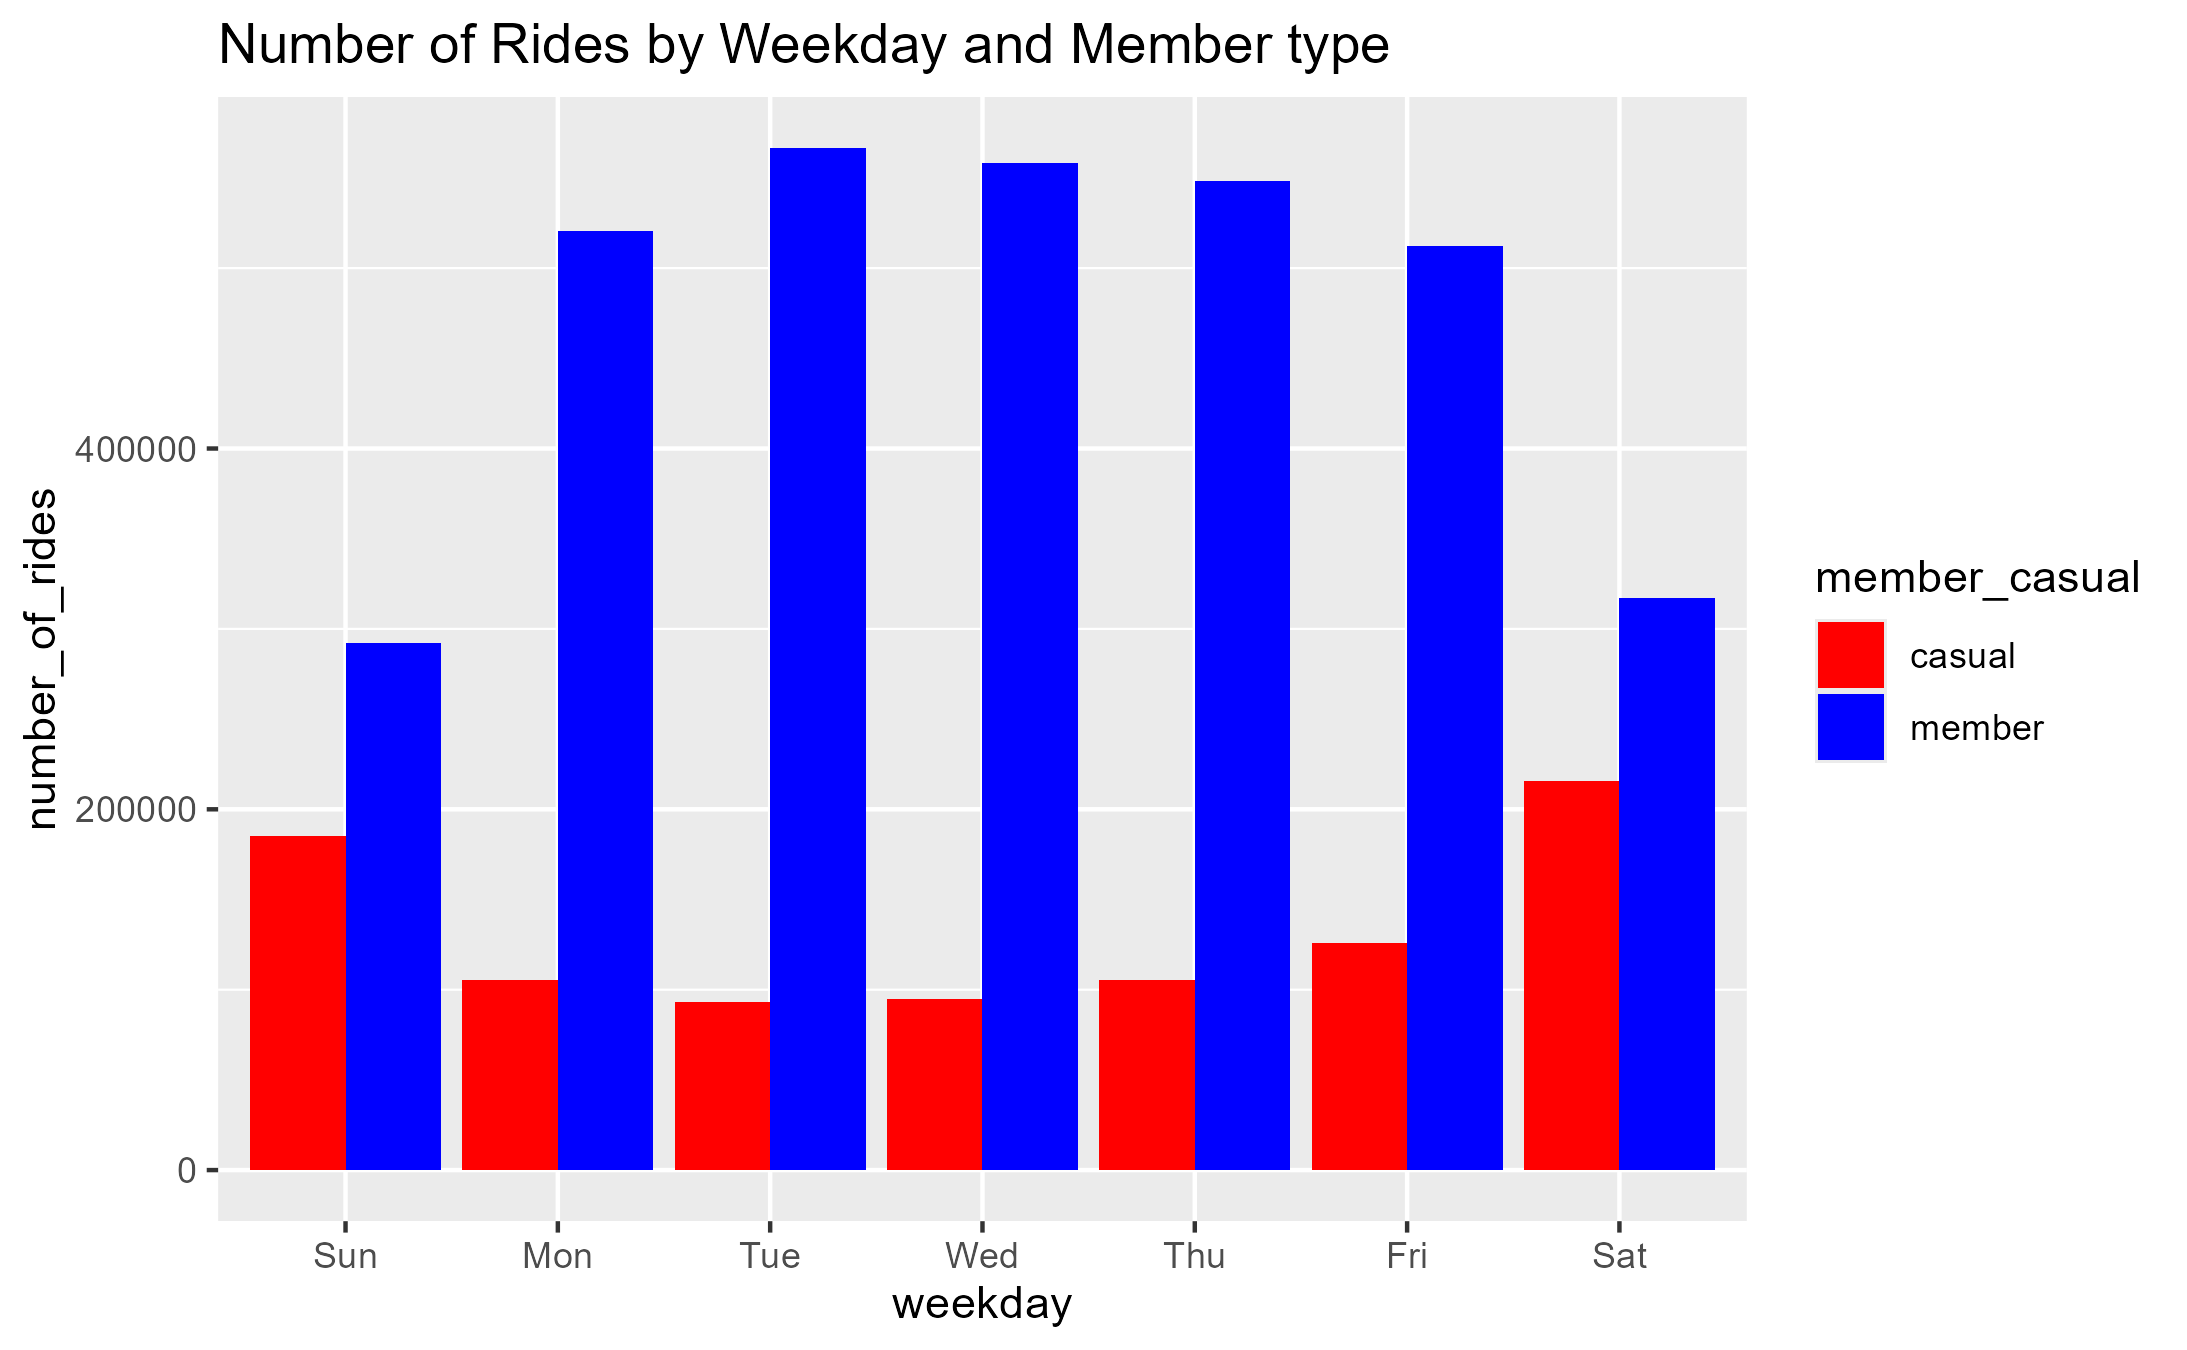 Number of Rides by Weekday and Member type
number_of_rides
400000
200000
0
Sun Mon Tue Wed Thu Fri Sat
weekday
member_casual
casual
member